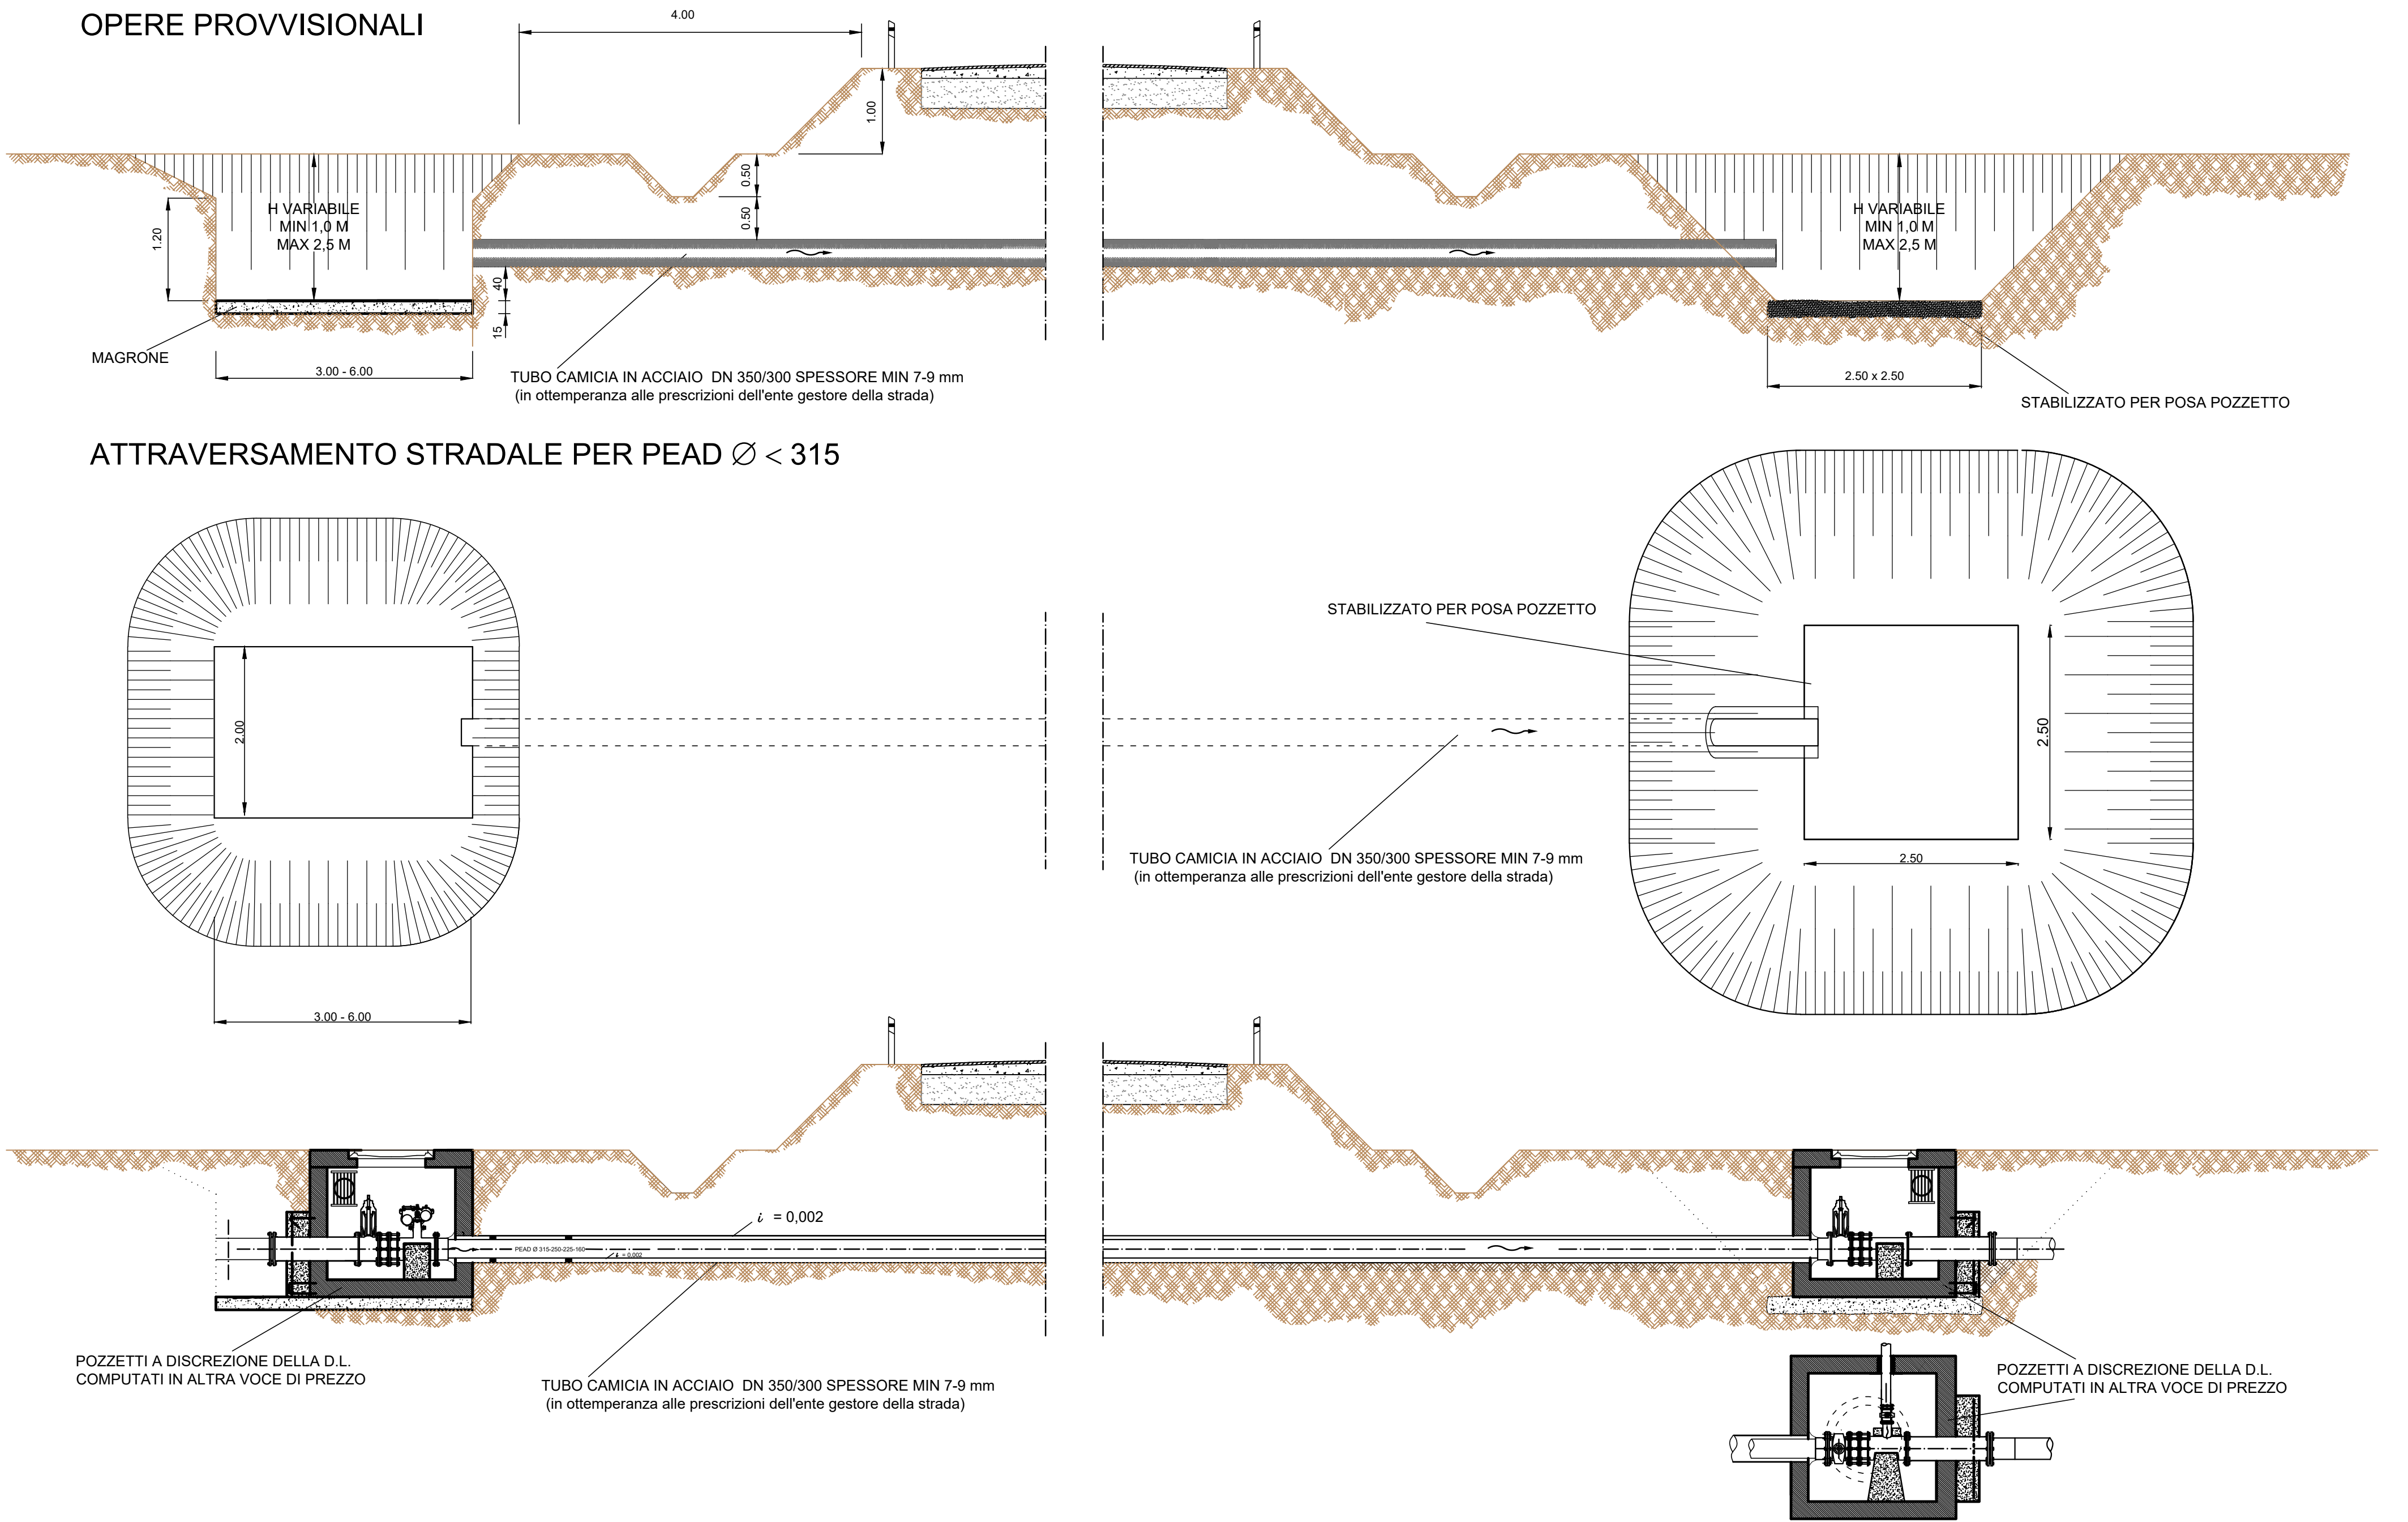 OPERE PROVVISIONALI
4.00
1.00
0.50
0.50
H VARIABILE
MIN 1,0 M
MAX 2,5 M
1.20
40
15
MAGRONE
3.00 - 6.00
TUBO CAMICIA IN ACCIAIO DN 350/300 SPESSORE MIN 7-9 mm
(in ottemperanza alle prescrizioni dell'ente gestore della strada)
H VARIABILE
MIN 1,0 M
MAX 2,5 M
2.50 x 2.50
STABILIZZATO PER POSA POZZETTO
ATTRAVERSAMENTO STRADALE PER PEAD ∅ < 315
2.00
3.00 - 6.00
STABILIZZATO PER POSA POZZETTO
2.50
2.50
TUBO CAMICIA IN ACCIAIO DN 350/300 SPESSORE MIN 7-9 mm
(in ottemperanza alle prescrizioni dell'ente gestore della strada)
i = 0,002
PEAD Ø 315-250-225-160
i = 0.002
POZZETTI A DISCREZIONE DELLA D.L.
COMPUTATI IN ALTRA VOCE DI PREZZO
TUBO CAMICIA IN ACCIAIO DN 350/300 SPESSORE MIN 7-9 mm
(in ottemperanza alle prescrizioni dell'ente gestore della strada)
POZZETTI A DISCREZIONE DELLA D.L.
COMPUTATI IN ALTRA VOCE DI PREZZO